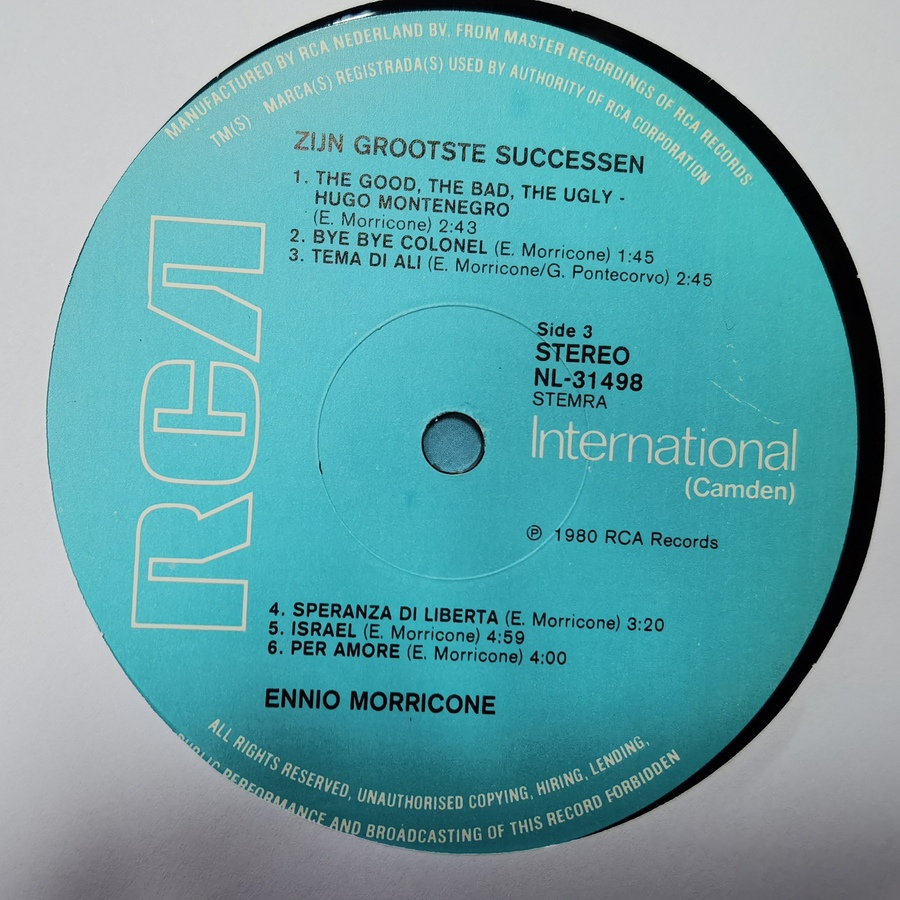 MANUFACTURED BY RCA NEDERLAND BV. FROM MASTER RECORDINGS OF RCA RECORDS
TM(S) MARCA(S) REGISTRADA(S) USED BY AUTHORITY OF RCA CORPORATION
ZIJN GROOTSTE SUCCESSEN
1. THE GOOD, THE BAD, THE UGLY -
HUGO MONTENEGRO
(E. Morricone) 2:43
2. BYE BYE COLONEL (E. Morricone) 1:45
3. TEMA DI ALI (E. Morricone/G. Pontecorvo) 2:45
RCA
Side 3
STEREO
NL-31498
STEMRA
International
(Camden)
℗ 1980 RCA Records
4. SPERANZA DI LIBERTA (E. Morricone) 3:20
5. ISRAEL (E. Morricone) 4:59
6. PER AMORE (E. Morricone) 4:00
ENNIO MORRICONE
ALL RIGHTS RESERVED, UNAUTHORISED COPYING, HIRING, LENDING,
PUBLIC PERFORMANCE AND BROADCASTING OF THIS RECORD FORBIDDEN